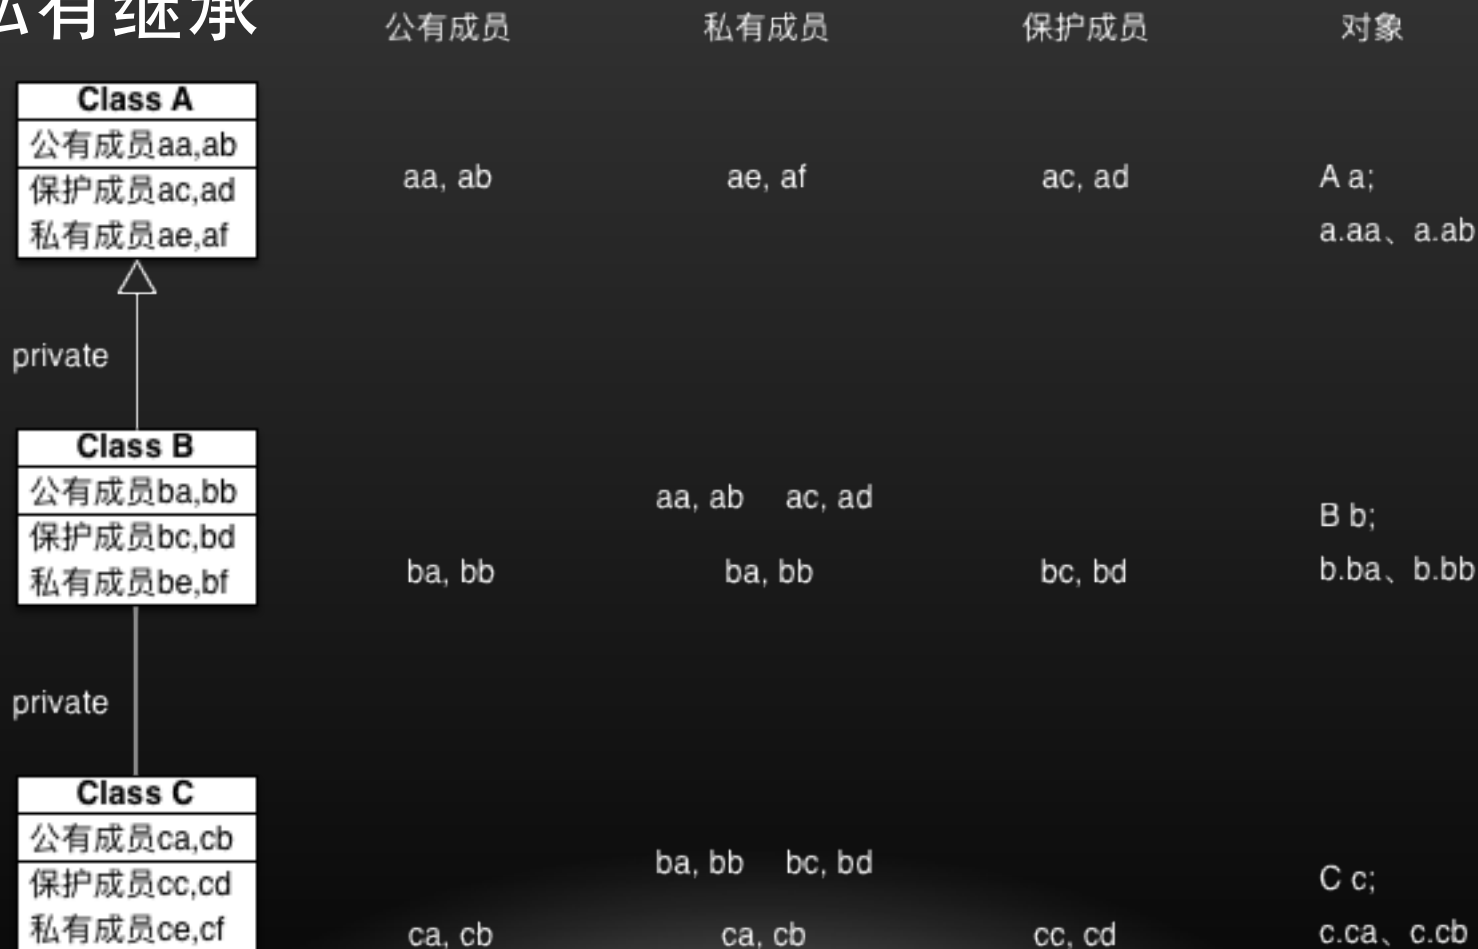 私有继承
公有成员 私有成员 保护成员 对象
Class A
公有成员aa,ab
保护成员ac,ad
私有成员ae,af
aa, ab ae, af ac, ad A a;
a.aa、a.ab
private
Class B
公有成员ba,bb
保护成员bc,bd
私有成员be,bf
aa, ab ac, ad
B b;
ba, bb ba, bb bc, bd b.ba、b.bb
private
Class C
公有成员ca,cb
保护成员cc,cd
私有成员ce,cf
ba, bb bc, bd
C c;
ca, cb ca, cb cc, cd c.ca、c.cb